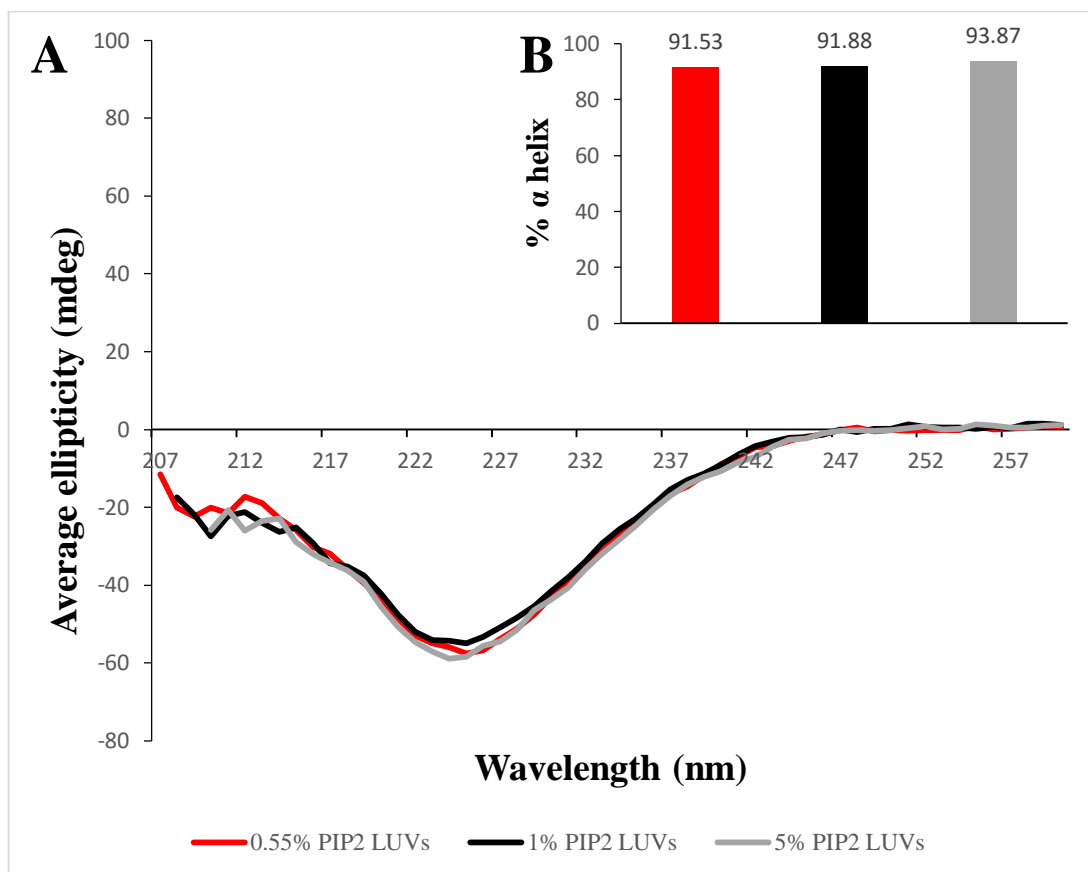 A
B
91.53 91.88 93.87
100
80
60
40
20
0
% α helix
100
80
60
40
20
0
-20
-40
-60
-80
Average ellipticity (mdeg)
207 212 217 222 227 232 237 242 247 252 257
Wavelength (nm)
0.55% PIP2 LUVs 1% PIP2 LUVs 5% PIP2 LUVs